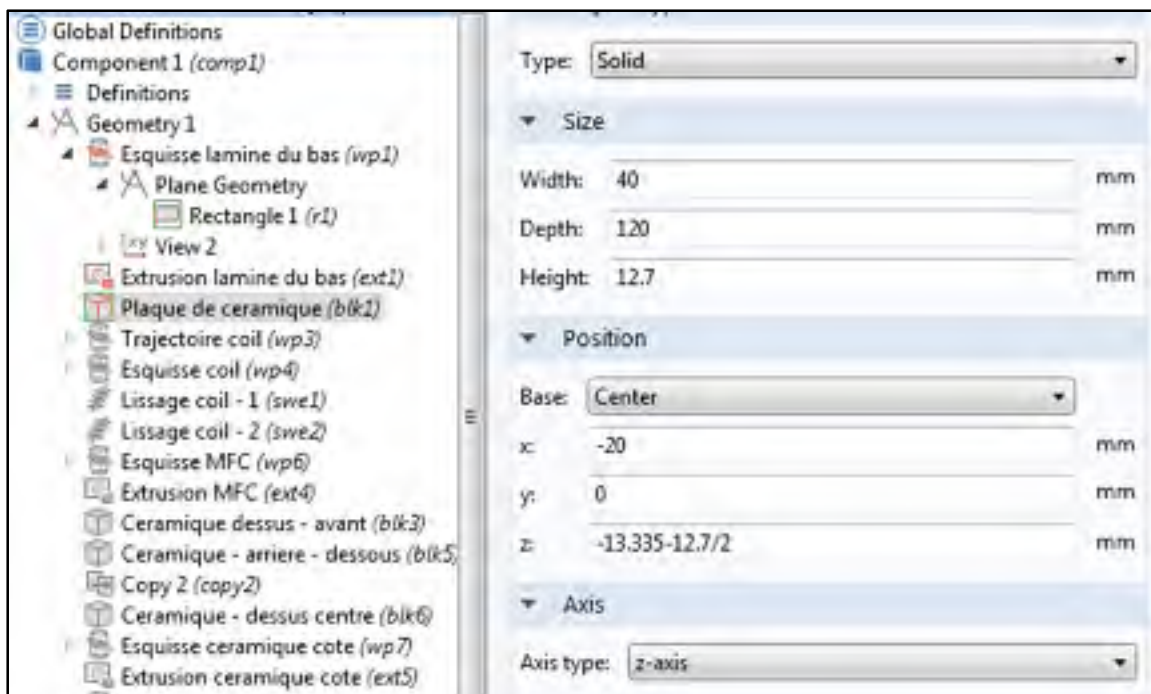 Global Definitions
Component 1 (comp1)
Definitions
Geometry 1
Esquisse lamine du bas (wp1)
Plane Geometry
Rectangle 1 (r1)
xy View 2
Extrusion lamine du bas (ext1)
Plaque de ceramique (blk1)
Trajectoire coil (wp3)
Esquisse coil (wp4)
Lissage coil - 1 (swe1)
Lissage coil - 2 (swe2)
Esquisse MFC (wp6)
Extrusion MFC (ext4)
Ceramique dessus - avant (blk3)
Ceramique - arriere - dessous (blk5)
Copy 2 (copy2)
Ceramique - dessus centre (blk6)
Esquisse ceramique cote (wp7)
Extrusion ceramique cote (ext5)
Type: Solid
Size
Width: 40 mm
Depth: 120 mm
Height: 12.7 mm
Position
Base: Center
x: -20 mm
y: 0 mm
z: -13.335-12.7/2 mm
Axis
Axis type: z-axis